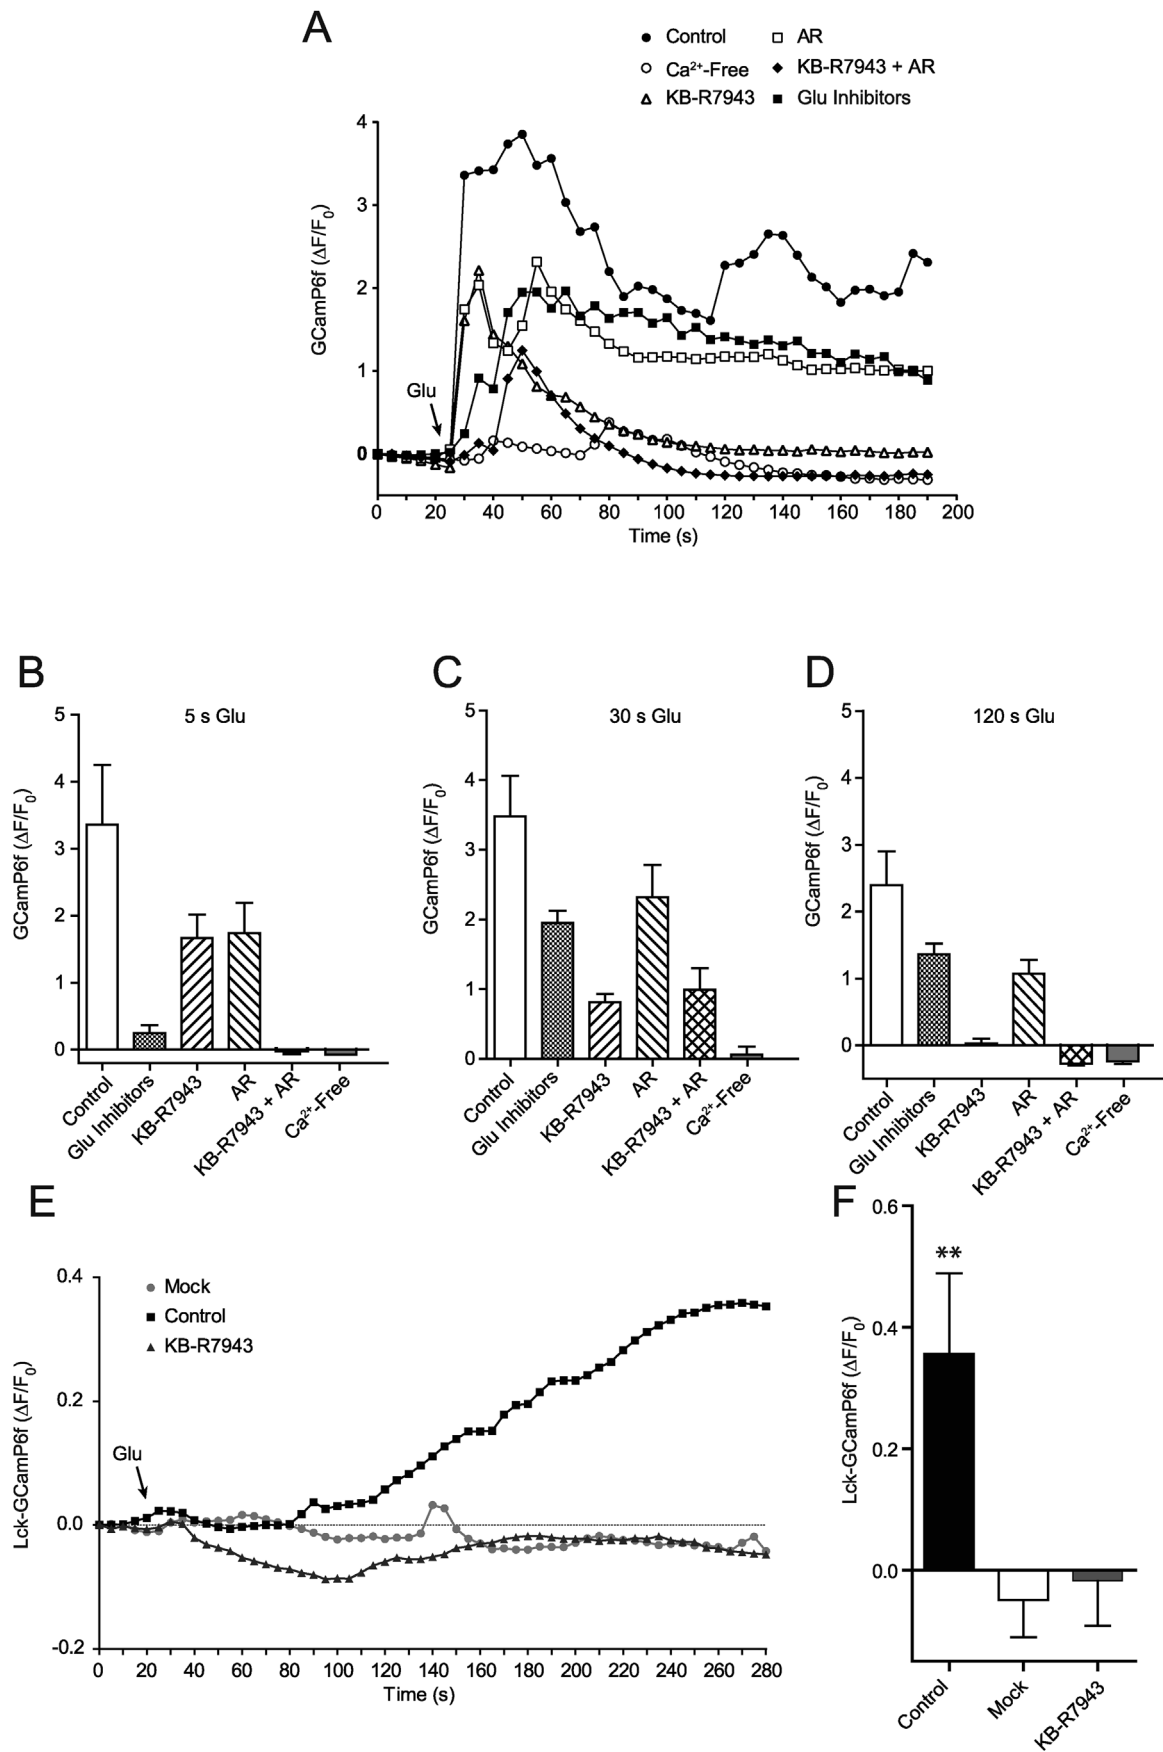 A
Control
AR
Ca²⁺-Free
KB-R7943 + AR
KB-R7943
Glu Inhibitors
GCamP6f (ΔF/F₀)
4
3
2
1
0
Glu
0 20 40 60 80 100 120 140 160 180 200
Time (s)
B
5 s Glu
GCamP6f (ΔF/F₀)
5
4
3
2
1
0
Control
Glu Inhibitors
KB-R7943
AR
KB-R7943 + AR
Ca²⁺-Free
C
30 s Glu
GCamP6f (ΔF/F₀)
5
4
3
2
1
0
Control
Glu Inhibitors
KB-R7943
AR
KB-R7943 + AR
Ca²⁺-Free
D
120 s Glu
GCamP6f (ΔF/F₀)
5
4
3
2
1
0
Control
Glu Inhibitors
KB-R7943
AR
KB-R7943 + AR
Ca²⁺-Free
E
Mock
Control
KB-R7943
Lck-GCamP6f (ΔF/F₀)
0.4
0.2
0.0
-0.2
Glu
0 20 40 60 80 100 120 140 160 180 200 220 240 260 280
Time (s)
F
**
Lck-GCamP6f (ΔF/F₀)
0.6
0.4
0.2
0.0
Control
Mock
KB-R7943